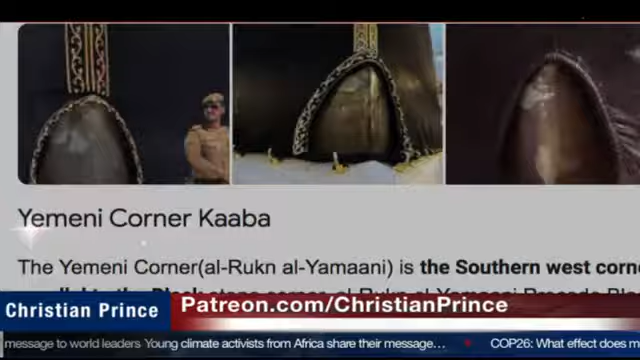 Yemeni Corner Kaaba
The Yemeni Corner(al-Rukn al-Yamaani) is the Southern west corne
Christian Prince
Patreon.com/ChristianPrince
message to world leaders Young climate activists from Africa share their message... COP26: What effect does m